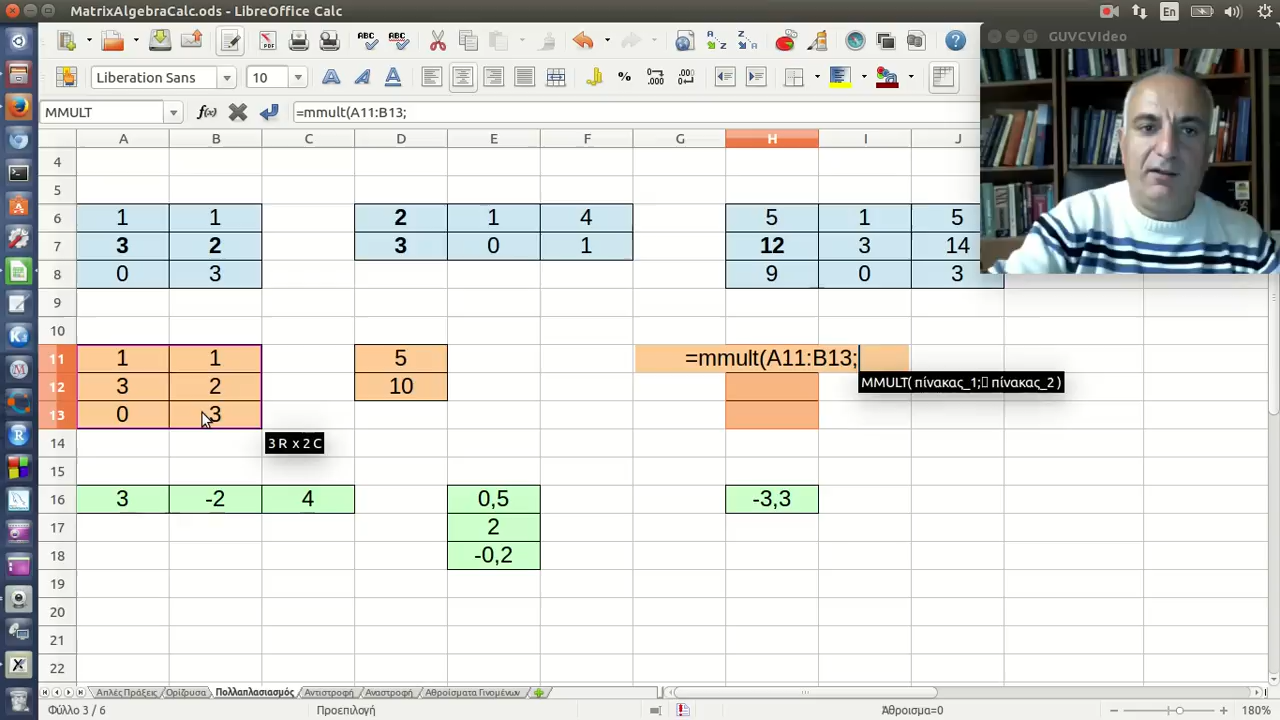 MatrixAlgebraCalc.ods - LibreOffice Calc
En
GUVCVIdeo
Liberation Sans 10
MMULT =mmult(A11:B13;
A B C D E F G H I J
4
5
6 1 1 2 1 4 5 1 5
7 3 2 3 0 1 12 3 14
8 0 3 9 0 3
9
10
11 1 1 5 =mmult(A11:B13;
MMULT( πίνακας_1; πίνακας_2 )
12 3 2 10
13 0 3
3 R x 2 C
14
15
16 3 -2 4 0,5 -3,3
17 2
18 -0,2
19
20
21
22
Απλές Πράξεις Ορίζουσα Πολλαπλασιασμός Αντιστροφή Αναστροφή Αθροίσματα Γινομένων
Φύλλο 3 / 6 Προεπιλογή Άθροισμα=0 180%